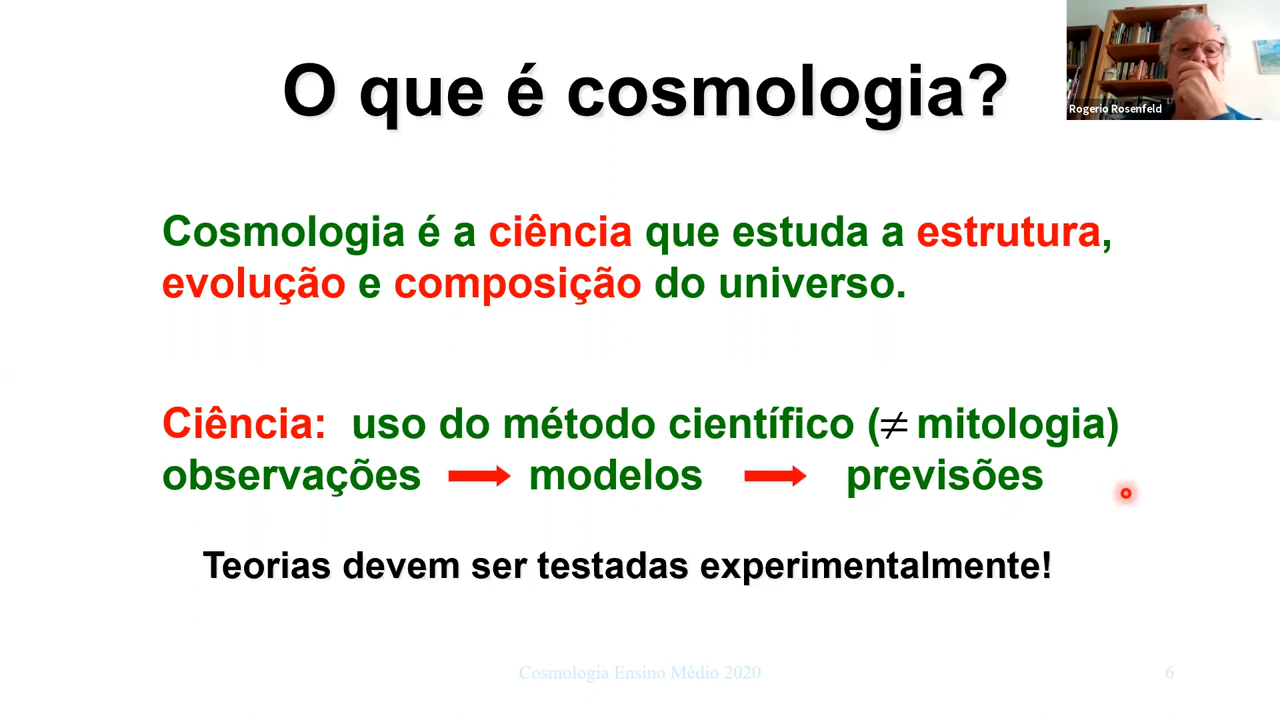 O que é cosmologia?
Rogerio Rosenfeld
Cosmologia é a ciência que estuda a estrutura,
evolução e composição do universo.
Ciência: uso do método científico (≠ mitologia)
observações → modelos → previsões
Teorias devem ser testadas experimentalmente!
Cosmologia Ensino Médio 2020
6